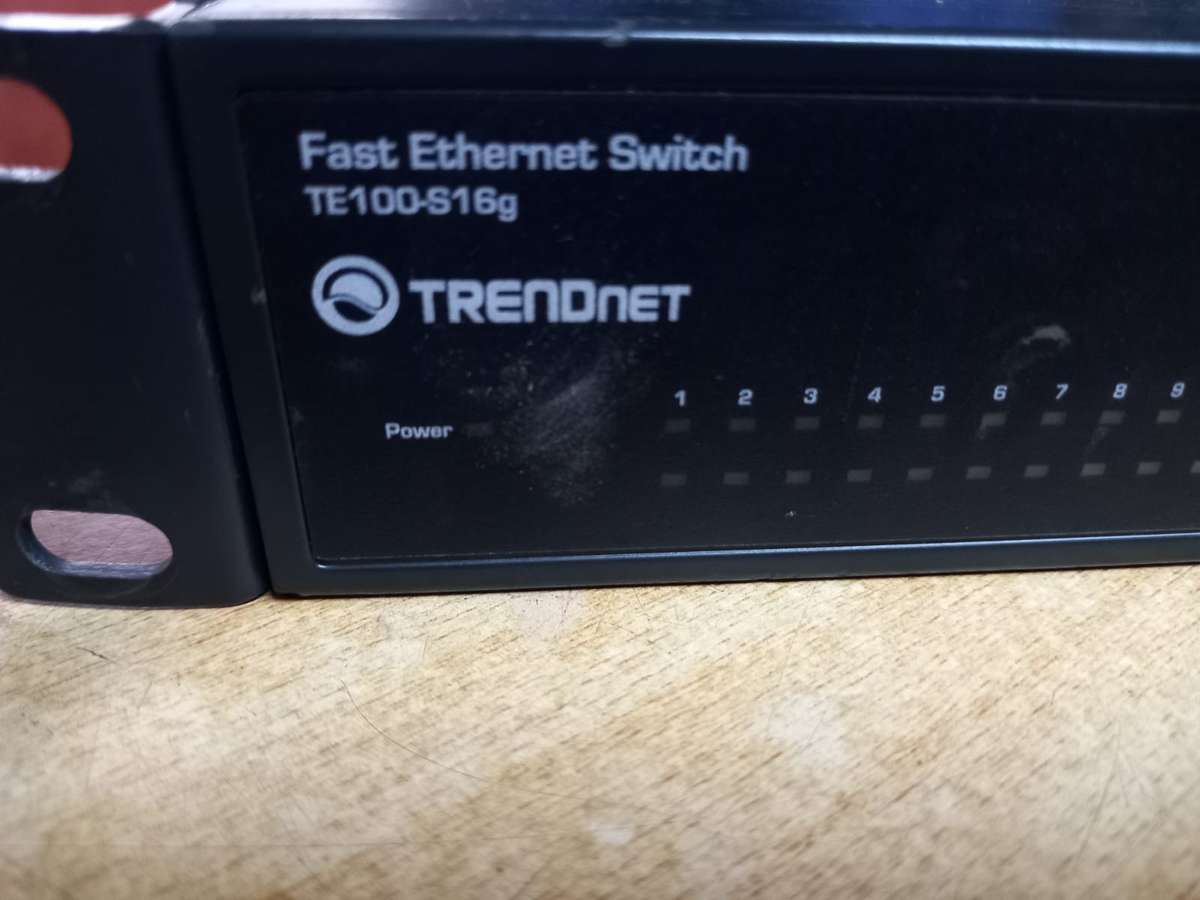 Fast Ethernet Switch
TE100-S16g
TRENDNET
1 2 3 4 5 6 7 8 9
Power